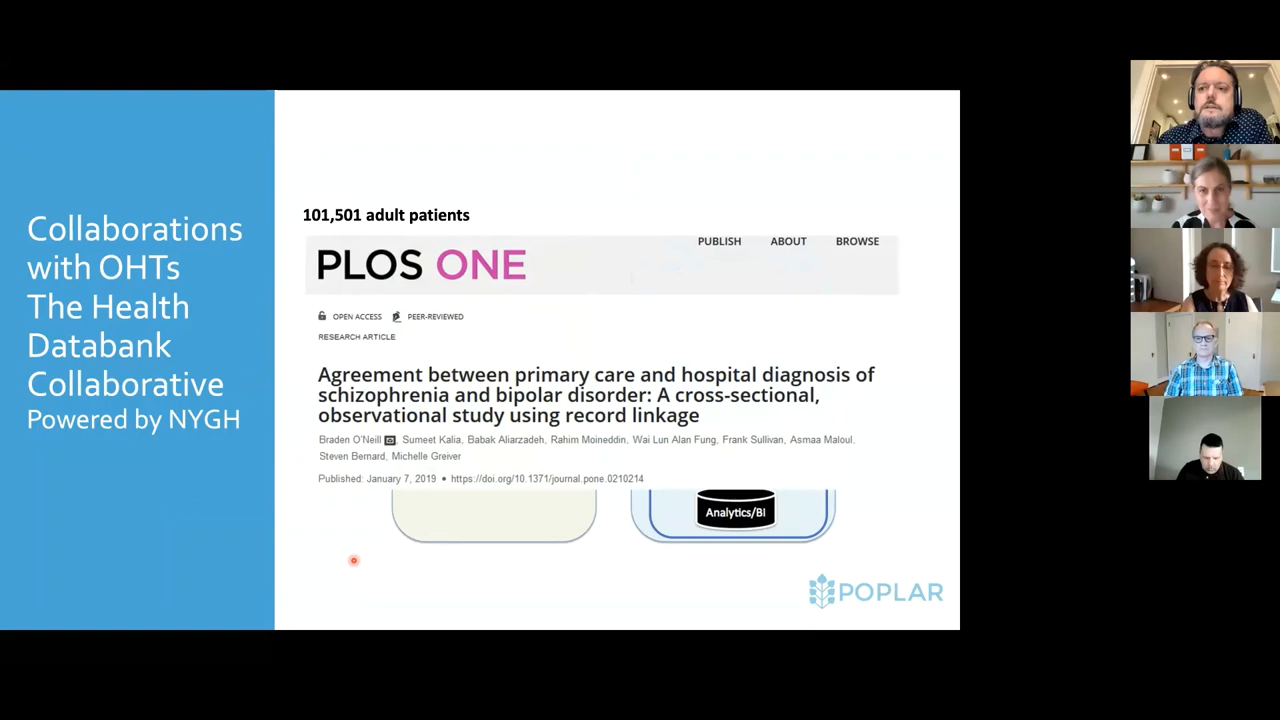 Collaborations
with OHTs
The Health
Databank
Collaborative
Powered by NYGH
101,501 adult patients
PLOS ONE
PUBLISH ABOUT BROWSE
OPEN ACCESS PEER-REVIEWED
RESEARCH ARTICLE
Agreement between primary care and hospital diagnosis of
schizophrenia and bipolar disorder: A cross-sectional,
observational study using record linkage
Braden O'Neill, Sumeet Kalia, Babak Aliarzadeh, Rahim Moineddin, Wai Lun Alan Fung, Frank Sullivan, Asmaa Maloul,
Steven Bernard, Michelle Greiver
Published: January 7, 2019 • https://doi.org/10.1371/journal.pone.0210214
Analytics/BI
POPLAR